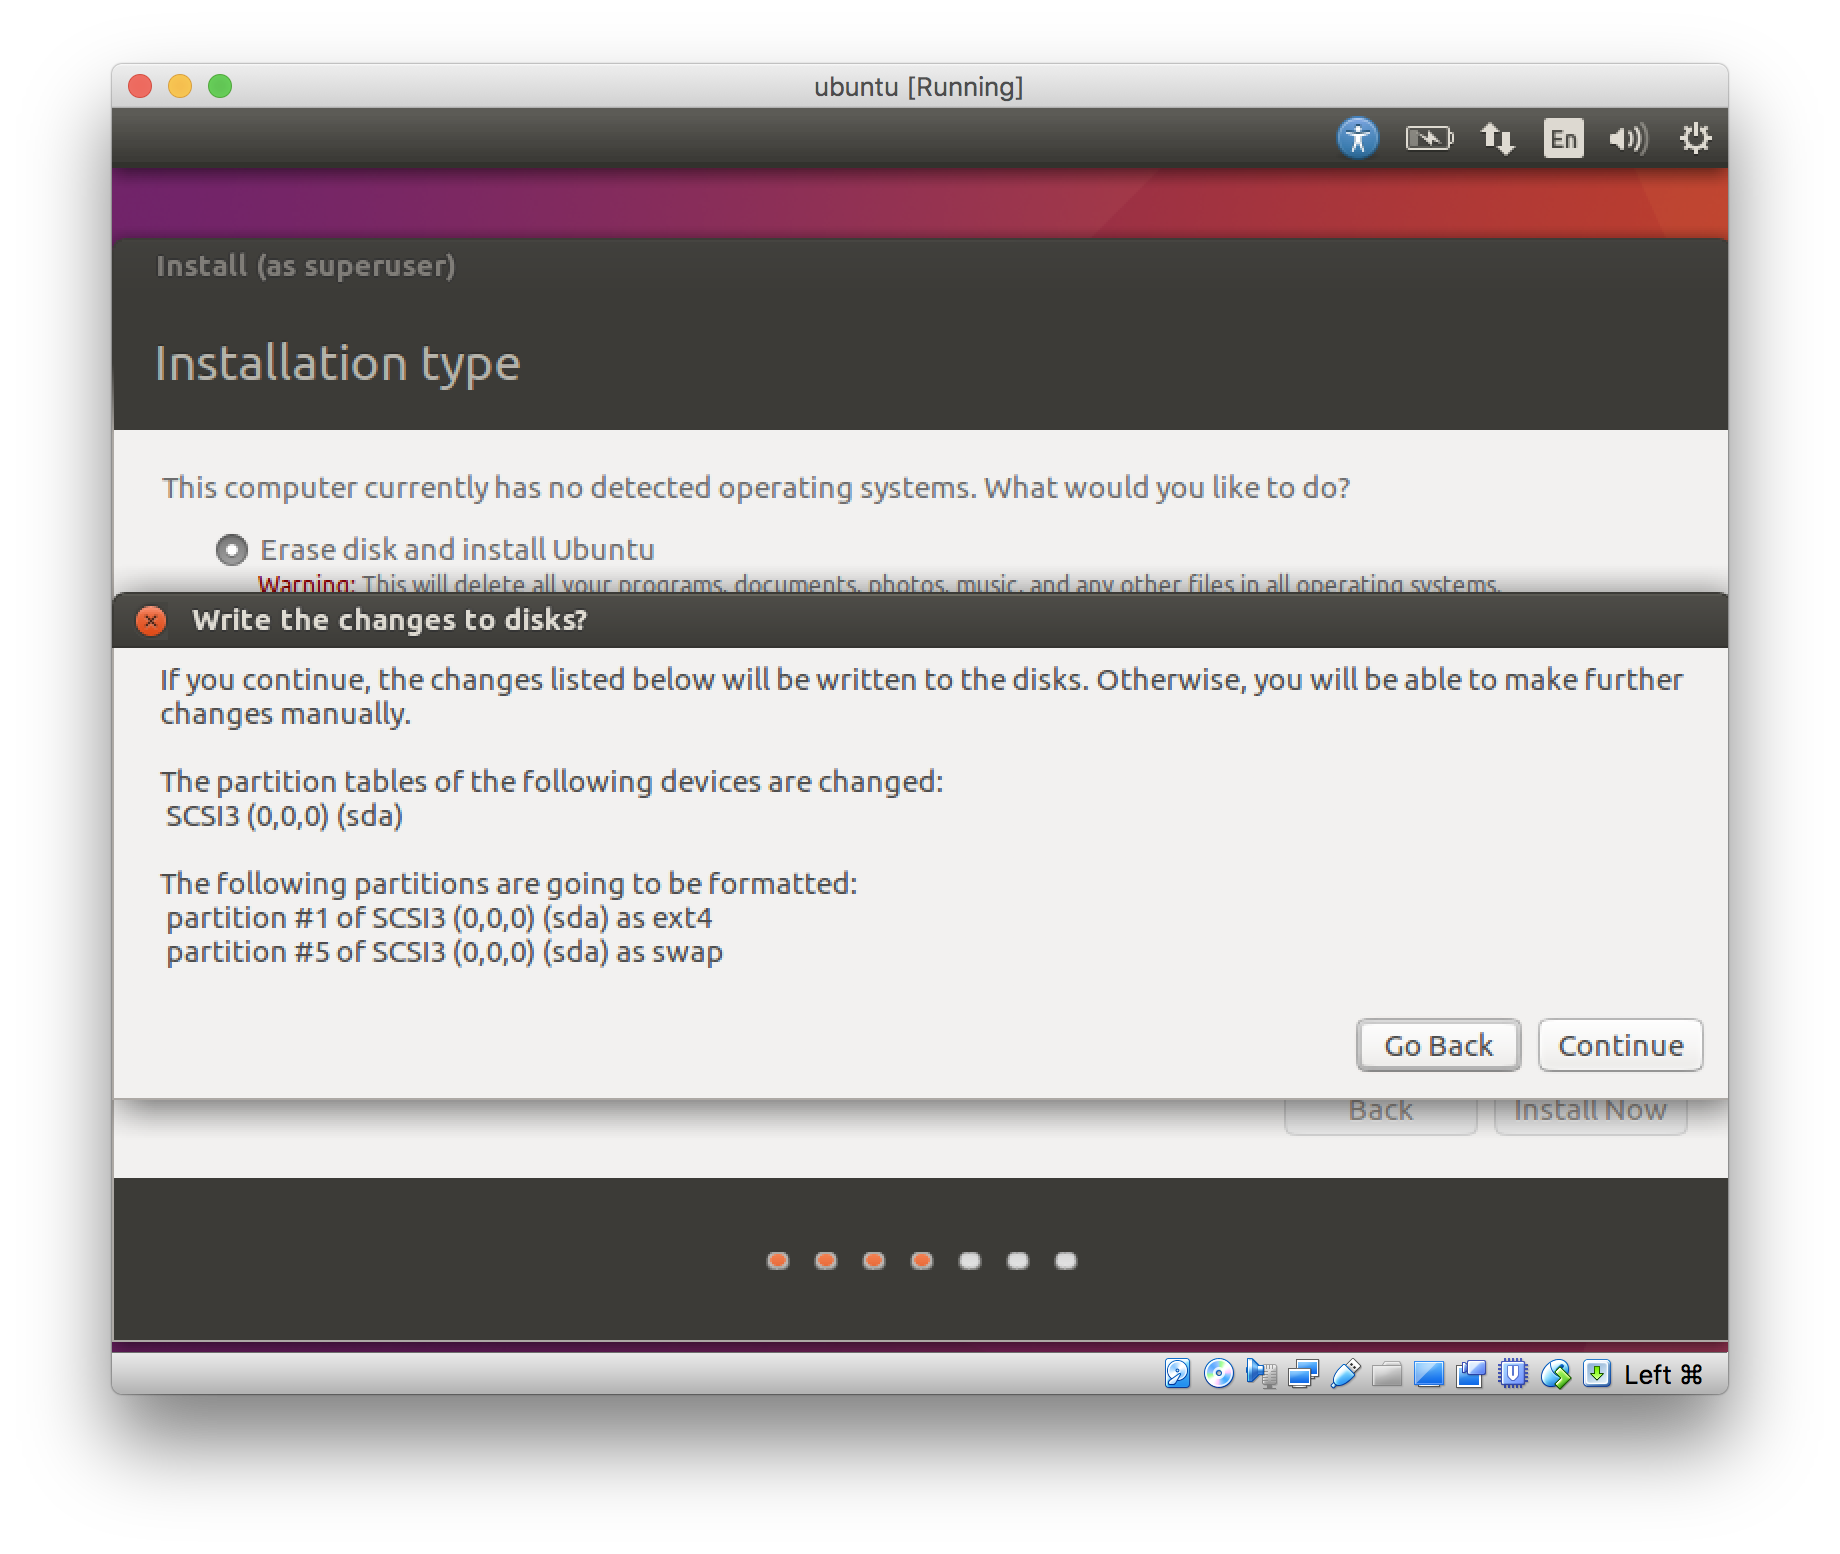 ubuntu [Running]
En
Install (as superuser)
Installation type
This computer currently has no detected operating systems. What would you like to do?
Erase disk and install Ubuntu
Warning: This will delete all your programs, documents, photos, music, and any other files in all operating systems.
Write the changes to disks?
If you continue, the changes listed below will be written to the disks. Otherwise, you will be able to make further
changes manually.
The partition tables of the following devices are changed:
SCSI3 (0,0,0) (sda)
The following partitions are going to be formatted:
partition #1 of SCSI3 (0,0,0) (sda) as ext4
partition #5 of SCSI3 (0,0,0) (sda) as swap
Go Back Continue
Back Install Now
Left ⌘